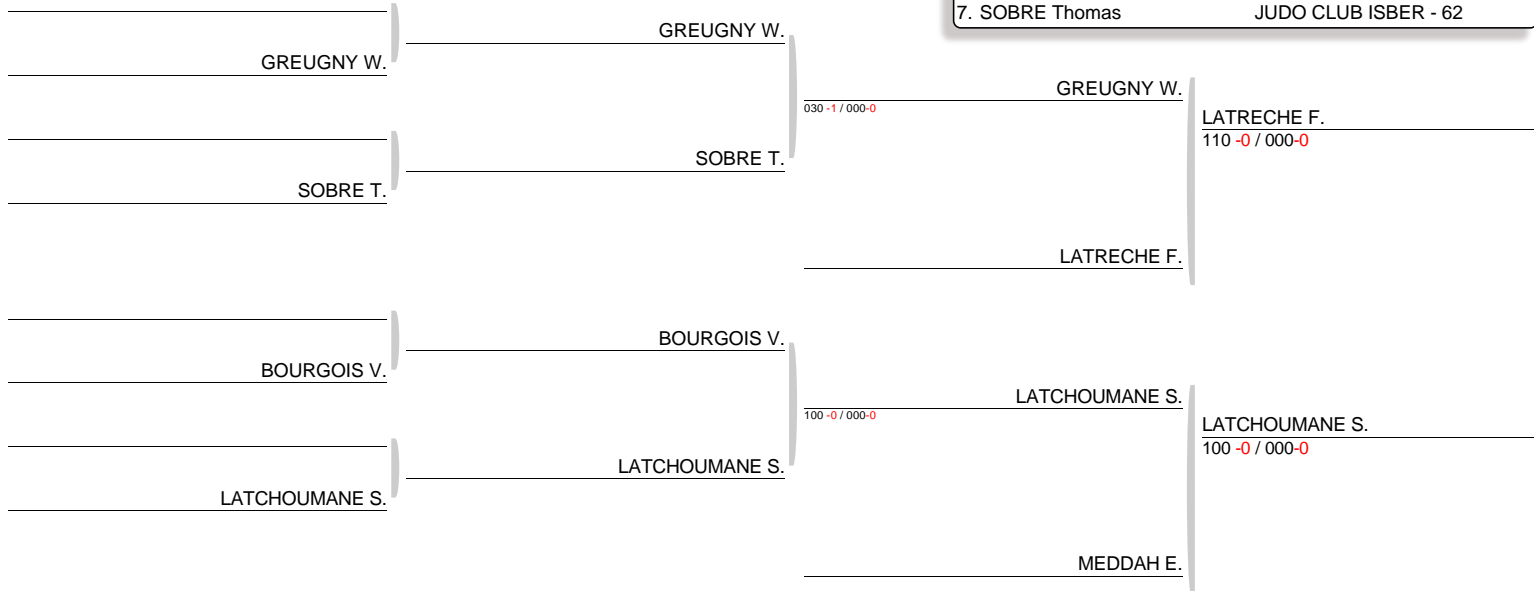 7. SOBRE Thomas JUDO CLUB ISBER - 62
GREUGNY W.
GREUGNY W.
GREUGNY W.
030 -1 / 000-0
LATRECHE F.
110 -0 / 000-0
SOBRE T.
SOBRE T.
LATRECHE F.
BOURGOIS V.
BOURGOIS V.
LATCHOUMANE S.
100 -0 / 000-0
LATCHOUMANE S.
100 -0 / 000-0
LATCHOUMANE S.
LATCHOUMANE S.
MEDDAH E.